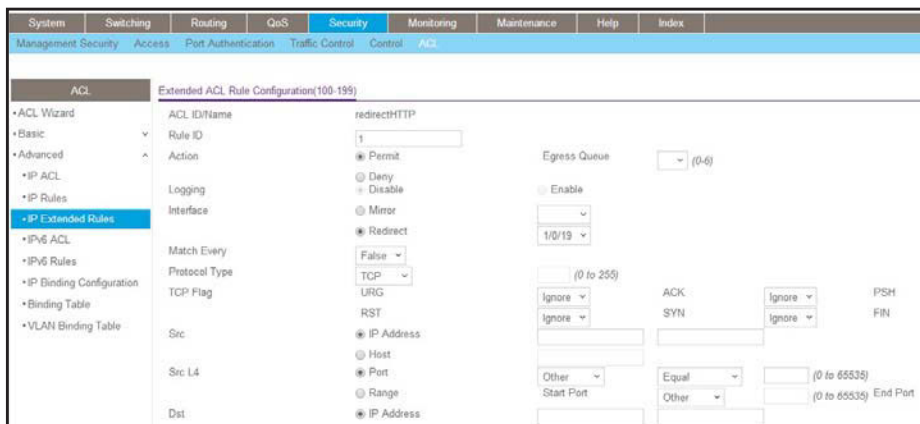 System Switching Routing QoS Security Monitoring Maintenance Help Index
Management Security Access Port Authentication Traffic Control Control ACL
ACL
• ACL Wizard
• Basic
• Advanced
• IP ACL
• IP Rules
• IP Extended Rules
• IPv6 ACL
• IPv6 Rules
• IP Binding Configuration
• Binding Table
• VLAN Binding Table
Extended ACL Rule Configuration(100-199)
ACL ID/Name redirectHTTP
Rule ID 1
Action Permit Egress Queue (0-6)
Deny
Logging Disable Enable
Interface Mirror
Redirect 1/0/19
Match Every False
Protocol Type TCP (0 to 255)
TCP Flag URG Ignore ACK Ignore PSH
RST Ignore SYN Ignore FIN
Src IP Address
Host
Src L4 Port Other Equal (0 to 65535)
Range Start Port Other (0 to 65535) End Port
Dst IP Address